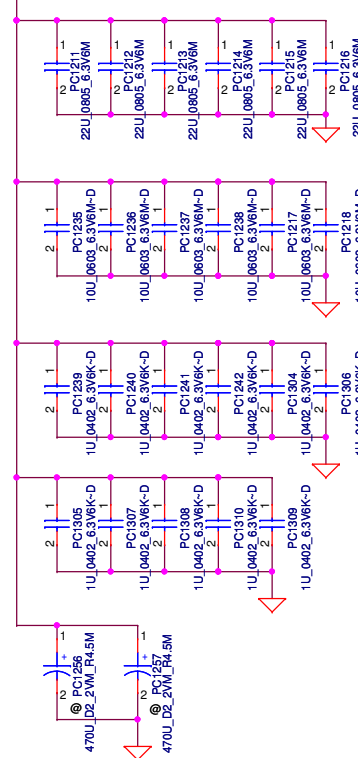 1
2
PC1211
22U_0805_6.3V6M
1
2
PC1212
22U_0805_6.3V6M
1
2
PC1213
22U_0805_6.3V6M
1
2
PC1214
22U_0805_6.3V6M
1
2
PC1215
22U_0805_6.3V6M
1
2
PC1216
22U_0805_6.3V6M
1
2
PC1235
10U_0603_6.3V6M~D
1
2
PC1236
10U_0603_6.3V6M~D
1
2
PC1237
10U_0603_6.3V6M~D
1
2
PC1238
10U_0603_6.3V6M~D
1
2
PC1217
10U_0603_6.3V6M~D
1
2
PC1218
1
2
PC1239
1U_0402_6.3V6K~D
1
2
PC1240
1U_0402_6.3V6K~D
1
2
PC1241
1U_0402_6.3V6K~D
1
2
PC1242
1U_0402_6.3V6K~D
1
2
PC1304
1U_0402_6.3V6K~D
1
2
PC1306
1
2
PC1305
1U_0402_6.3V6K~D
1
2
PC1307
1U_0402_6.3V6K~D
1
2
PC1308
1U_0402_6.3V6K~D
1
2
PC1310
1U_0402_6.3V6K~D
1
2
PC1309
1U_0402_6.3V6K~D
1
+
2
@
PC1256
470U_D2_2VM_R4.5M
1
+
2
@
PC1257
470U_D2_2VM_R4.5M